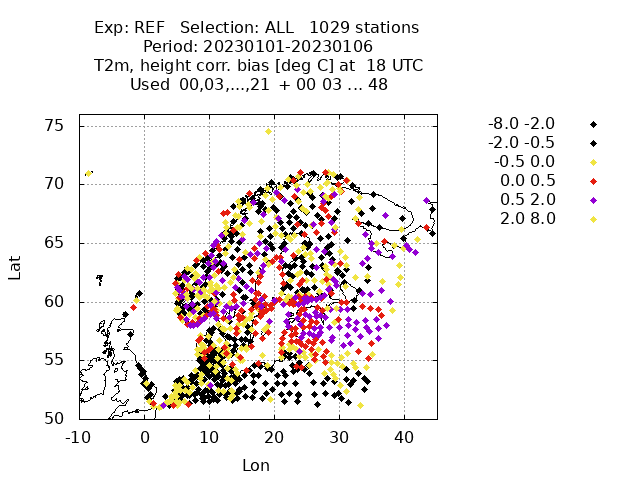 Exp: REF   Selection: ALL   1029 stations
Period: 20230101-20230106
T2m, height corr. bias [deg C] at  18 UTC
Used  00,03,...,21  + 00 03 ... 48
-8.0 -2.0
-2.0 -0.5
-0.5 0.0
0.0 0.5
0.5 2.0
2.0 8.0
75
70
65
60
55
50
Lat
-10 0 10 20 30 40
Lon